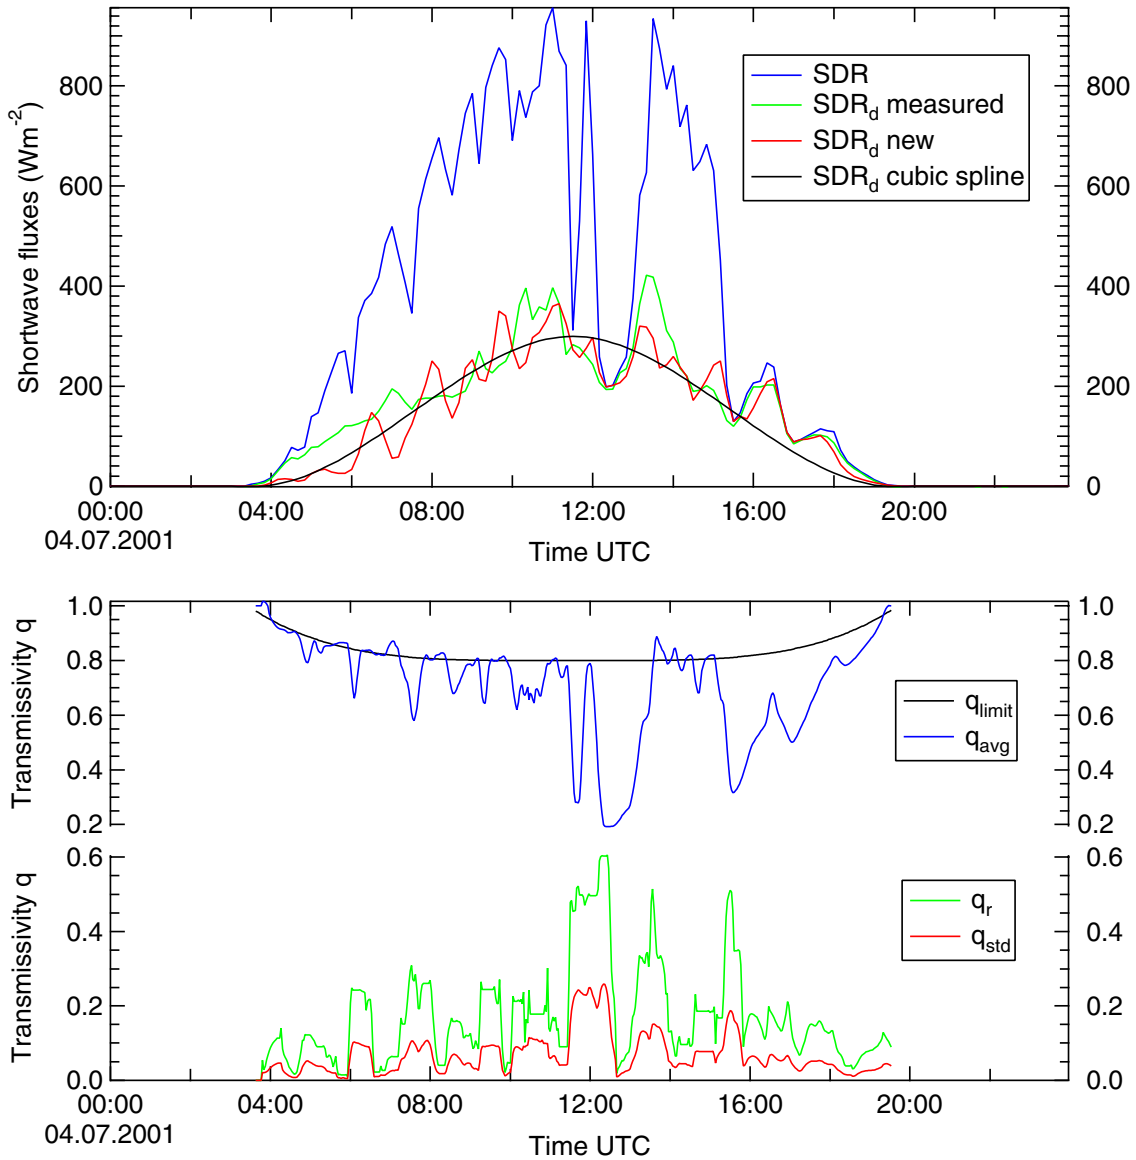 Shortwave fluxes (Wm-2)
800
600
400
200
0
800
600
400
200
0
SDR
SDRd measured
SDRd new
SDRd cubic spline
00:00 04:00 08:00 12:00 16:00 20:00
04.07.2001
Time UTC
Transmissivity q
1.0
0.8
0.6
0.4
0.2
1.0
0.8
0.6
0.4
0.2
qlimit
qavg
Transmissivity q
0.6
0.4
0.2
0.0
0.6
0.4
0.2
0.0
qr
qstd
00:00 04:00 08:00 12:00 16:00 20:00
04.07.2001
Time UTC